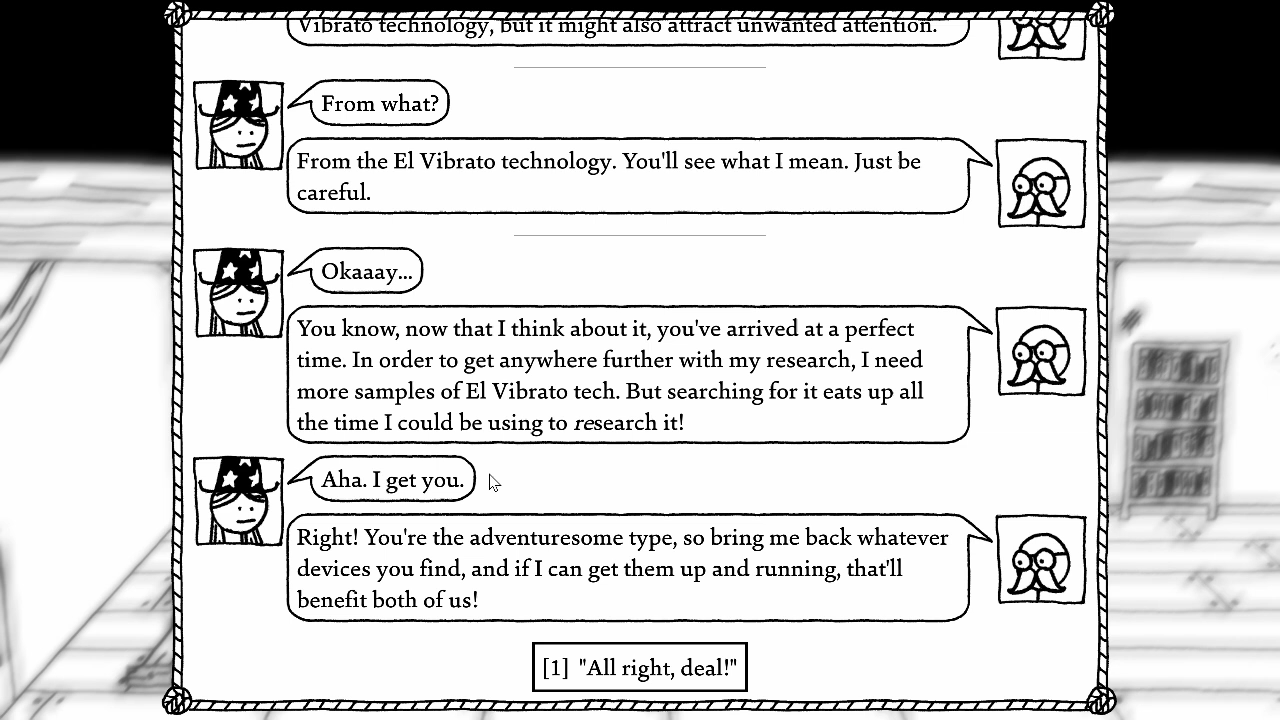 Vibrato technology, but it might also attract unwanted attention.
From what?
From the El Vibrato technology. You'll see what I mean. Just be
careful.
Okaaay...
You know, now that I think about it, you've arrived at a perfect
time. In order to get anywhere further with my research, I need
more samples of El Vibrato tech. But searching for it eats up all
the time I could be using to research it!
Aha. I get you.
Right! You're the adventuresome type, so bring me back whatever
devices you find, and if I can get them up and running, that'll
benefit both of us!
[1] "All right, deal!"